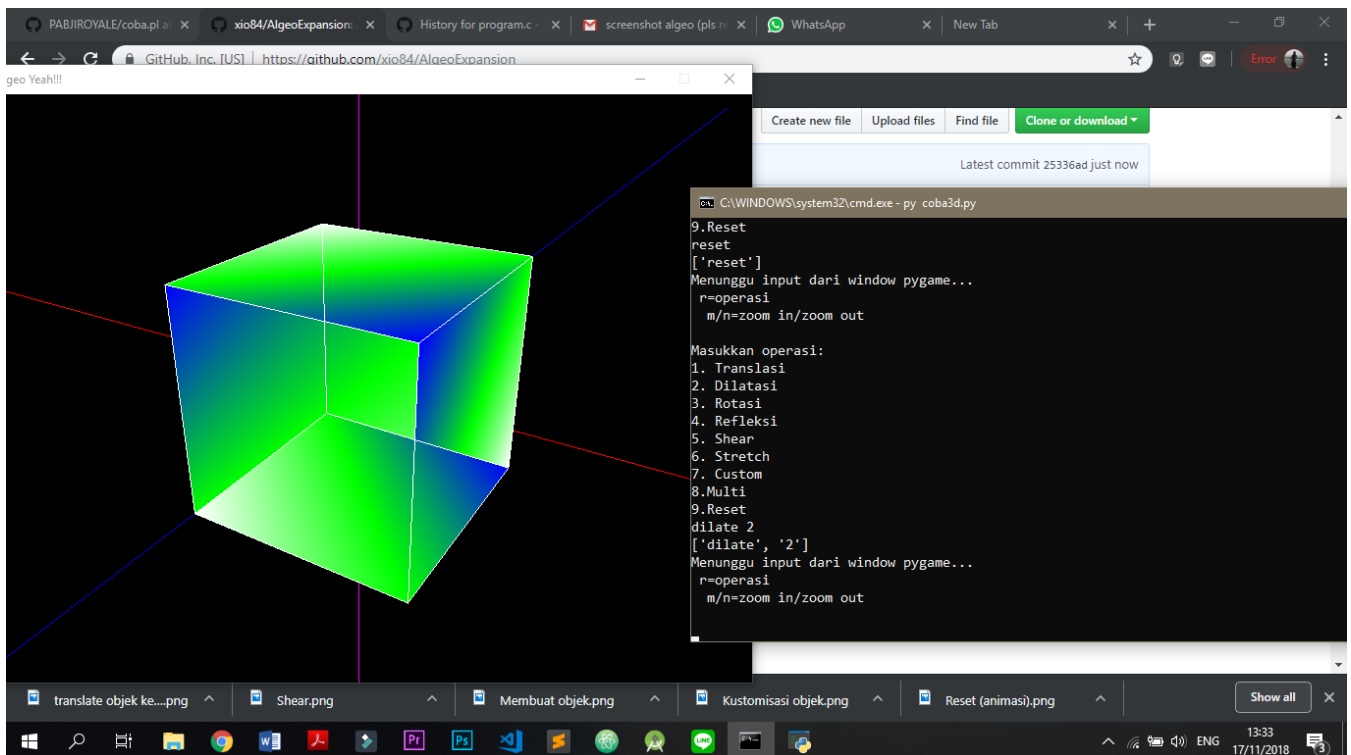 PABJIROYALE/coba.pl at
xio84/AlgeoExpansion:
History for program.c -
screenshot algeo (pls r
WhatsApp
New Tab
GitHub, Inc. [US] | https://github.com/xio84/AlgeoExpansion
Error
geo Yeah!!!
Create new file
Upload files
Find file
Clone or download
Latest commit 25336ad just now
C:\WINDOWS\system32\cmd.exe - py coba3d.py
9.Reset
reset
['reset']
Menunggu input dari window pygame...
r=operasi
m/n=zoom in/zoom out
Masukkan operasi:
1. Translasi
2. Dilatasi
3. Rotasi
4. Refleksi
5. Shear
6. Stretch
7. Custom
8.Multi
9.Reset
dilate 2
['dilate', '2']
Menunggu input dari window pygame...
r=operasi
m/n=zoom in/zoom out
translate objek ke....png
Shear.png
Membuat objek.png
Kustomisasi objek.png
Reset (animasi).png
Show all
ENG
13:33
17/11/2018